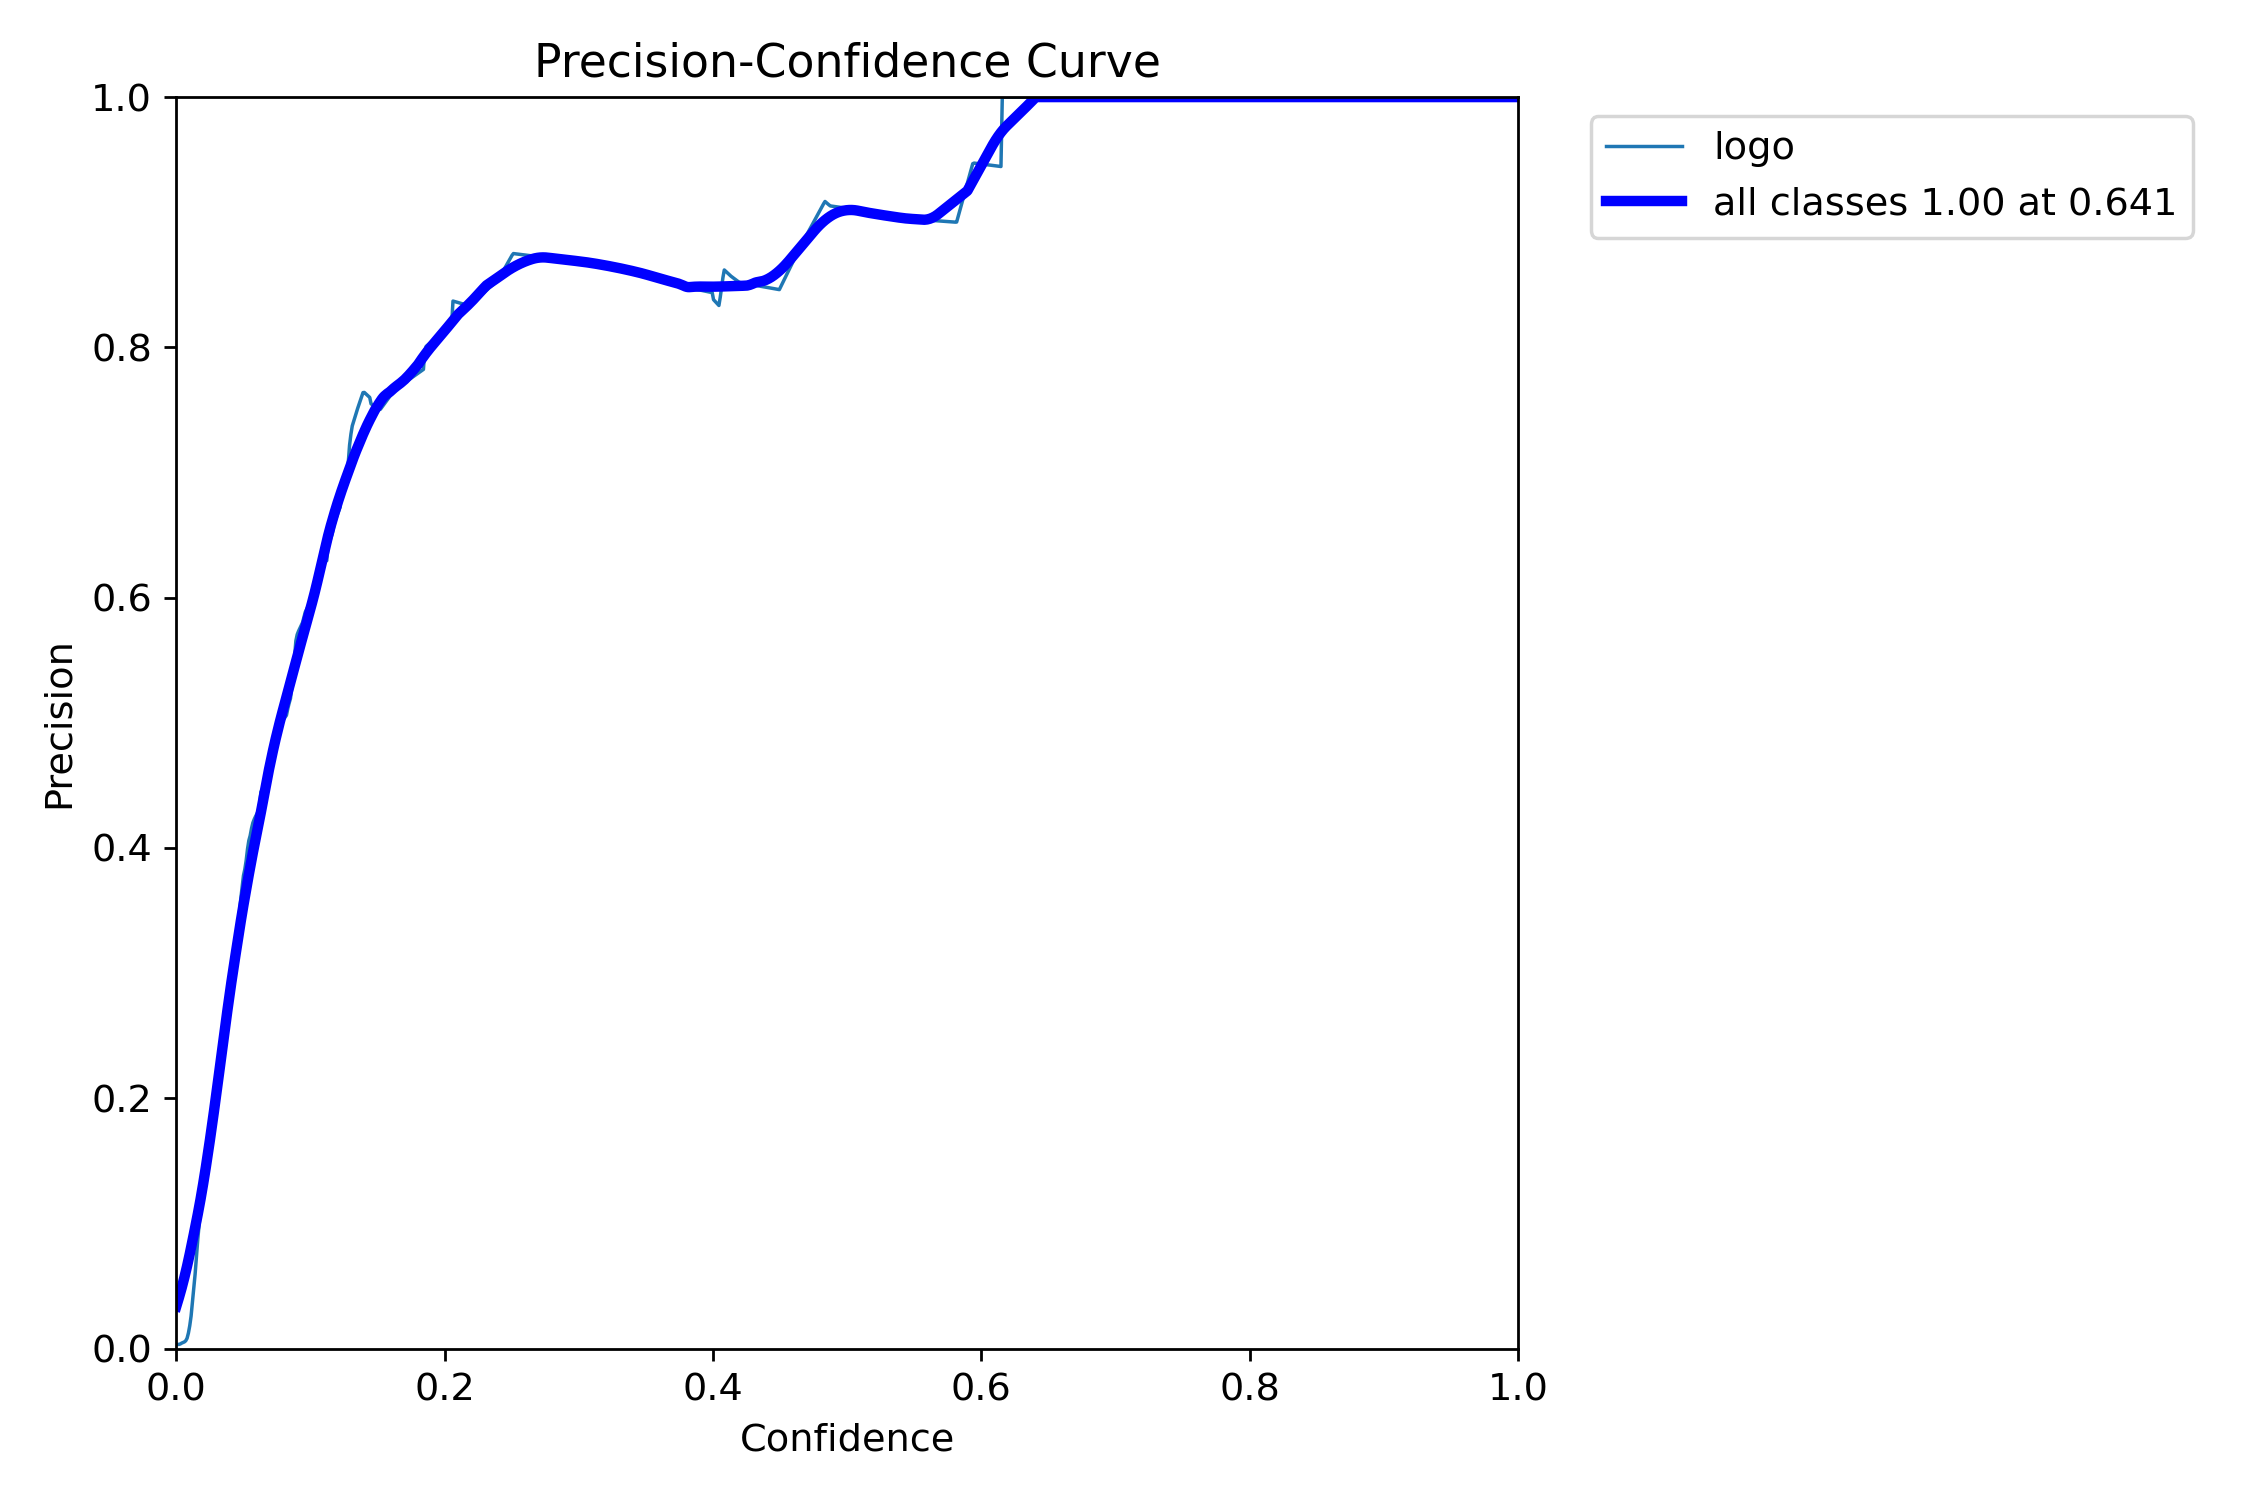 Precision-Confidence Curve
1.0
0.8
0.6
0.4
0.2
0.0
Precision
0.0 0.2 0.4 0.6 0.8 1.0
Confidence
logo
all classes 1.00 at 0.641